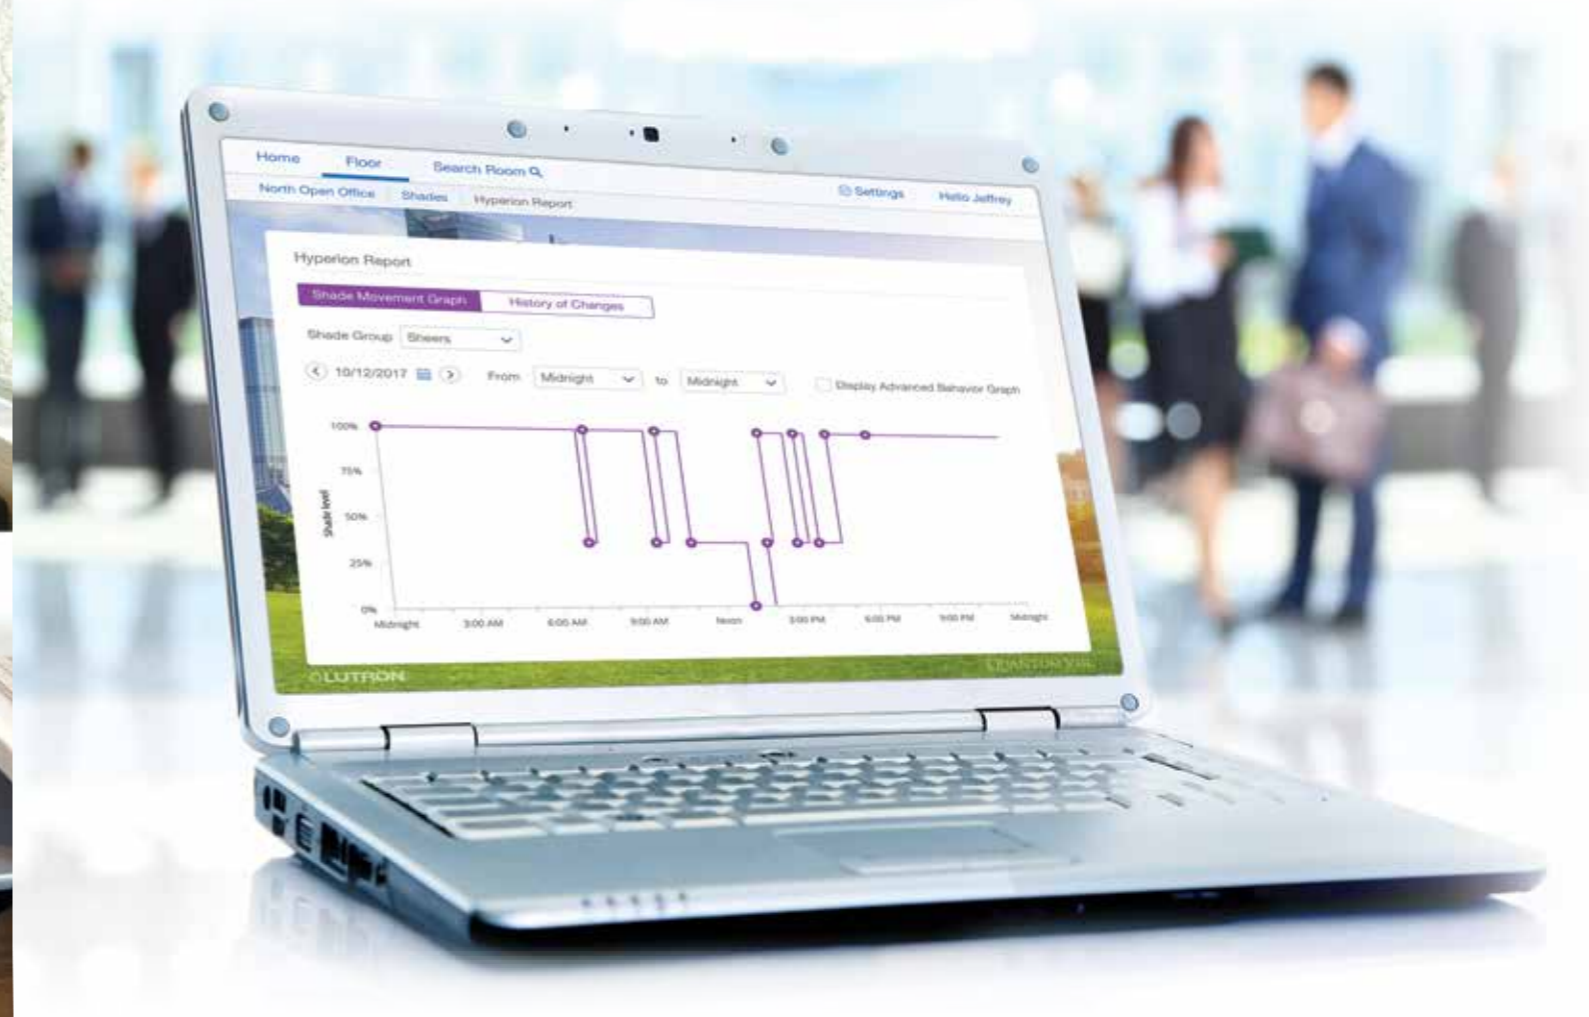 Home Floor Search Room Settings Hello Jeffrey
North Open Office Shades Hyperion Report
Hyperion Report
Shade Movement Graph History of Changes
Shade Group Sheers
10/12/2017 From Midnight to Midnight Display Advanced Behavior Graph
100%
75%
50%
25%
0%
Shade level
Midnight 3:00 AM 6:00 AM 9:00 AM Noon 3:00 PM 6:00 PM 9:00 PM Midnight
LUTRON QUANTUM VUE